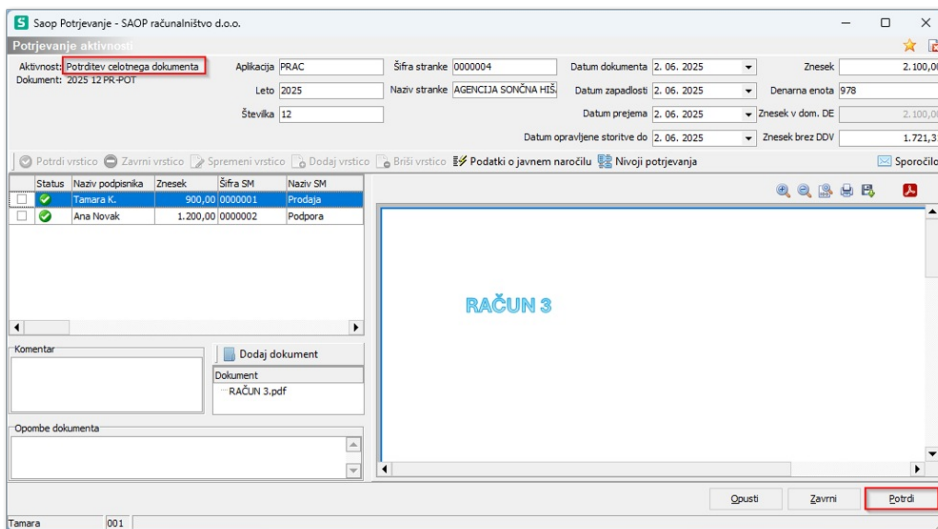 Saop Potrjevanje - SAOP računalništvo d.o.o.
Potrjevanje aktivnosti
Aktivnost: Potrditev celotnega dokumenta
Dokument: 2025 12 PR-POT
Aplikacija PRAC
Leto 2025
Številka 12
Šifra stranke 0000004
Naziv stranke AGENCIJA SONČNA HIŠ
Datum dokumenta 2. 06. 2025
Datum zapadlosti 2. 06. 2025
Datum prejema 2. 06. 2025
Datum opravljene storitve do 2. 06. 2025
Znesek 2.100,00
Denarna enota 978
Znesek v dom. DE 2.100,00
Znesek brez DDV 1.721,3
Potrdi vrstico Zavrni vrstico Spremeni vrstico Dodaj vrstico Briši vrstico Podatki o javnem naročilu Nivoji potrjevanja Sporočilo
Status Naziv podpisnika Znesek Šifra SM Naziv SM
Tamara K. 900,00 0000001 Prodaja
Ana Novak 1.200,00 0000002 Podpora
RAČUN 3
Komentar
Dodaj dokument
Dokument
RAČUN 3.pdf
Opombe dokumenta
Opusti Zavrni Potrdi
Tamara 001